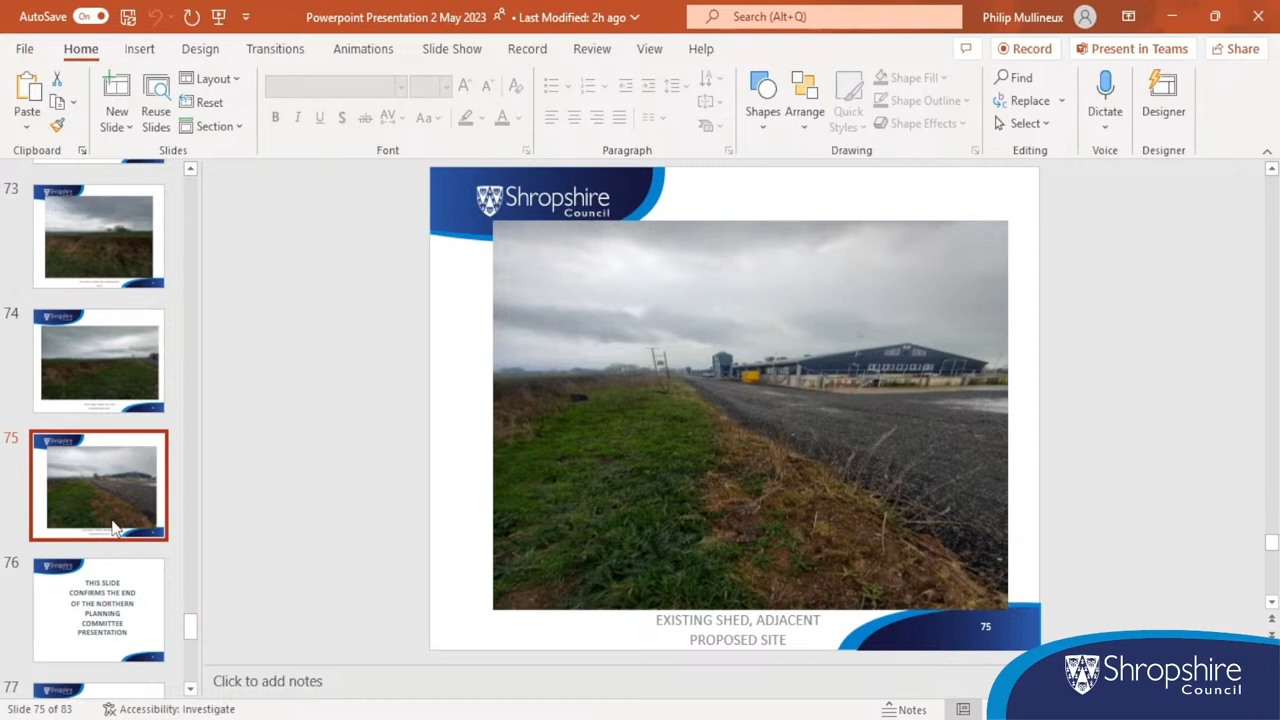 AutoSave On Powerpoint Presentation 2 May 2023 • Last Modified: 2h ago Search (Alt+Q) Philip Mullineux
File Home Insert Design Transitions Animations Slide Show Record Review View Help Record Present in Teams Share
Paste
New Slide
Reuse Slides
Layout
Reset
Section
B I U S ab AV Aa A
Shapes
Arrange
Quick Styles
Shape Fill
Shape Outline
Shape Effects
Find
Replace
Select
Dictate
Designer
Clipboard Slides Font Paragraph Drawing Editing Voice Designer
73
74
75
76
THIS SLIDE
CONFIRMS THE END
OF THE NORTHERN
PLANNING
COMMITTEE
PRESENTATION
77
Shropshire
Council
EXISTING SHED, ADJACENT
PROPOSED SITE
75
Click to add notes
Slide 75 of 83 Accessibility: Investigate Notes
Shropshire
Council